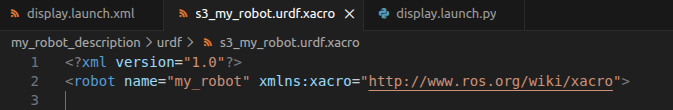 display.launch.xml s3_my_robot.urdf.xacro display.launch.py
my_robot_description > urdf > s3_my_robot.urdf.xacro
1 <?xml version="1.0"?>
2 <robot name="my_robot" xmlns:xacro="http://www.ros.org/wiki/xacro">
3